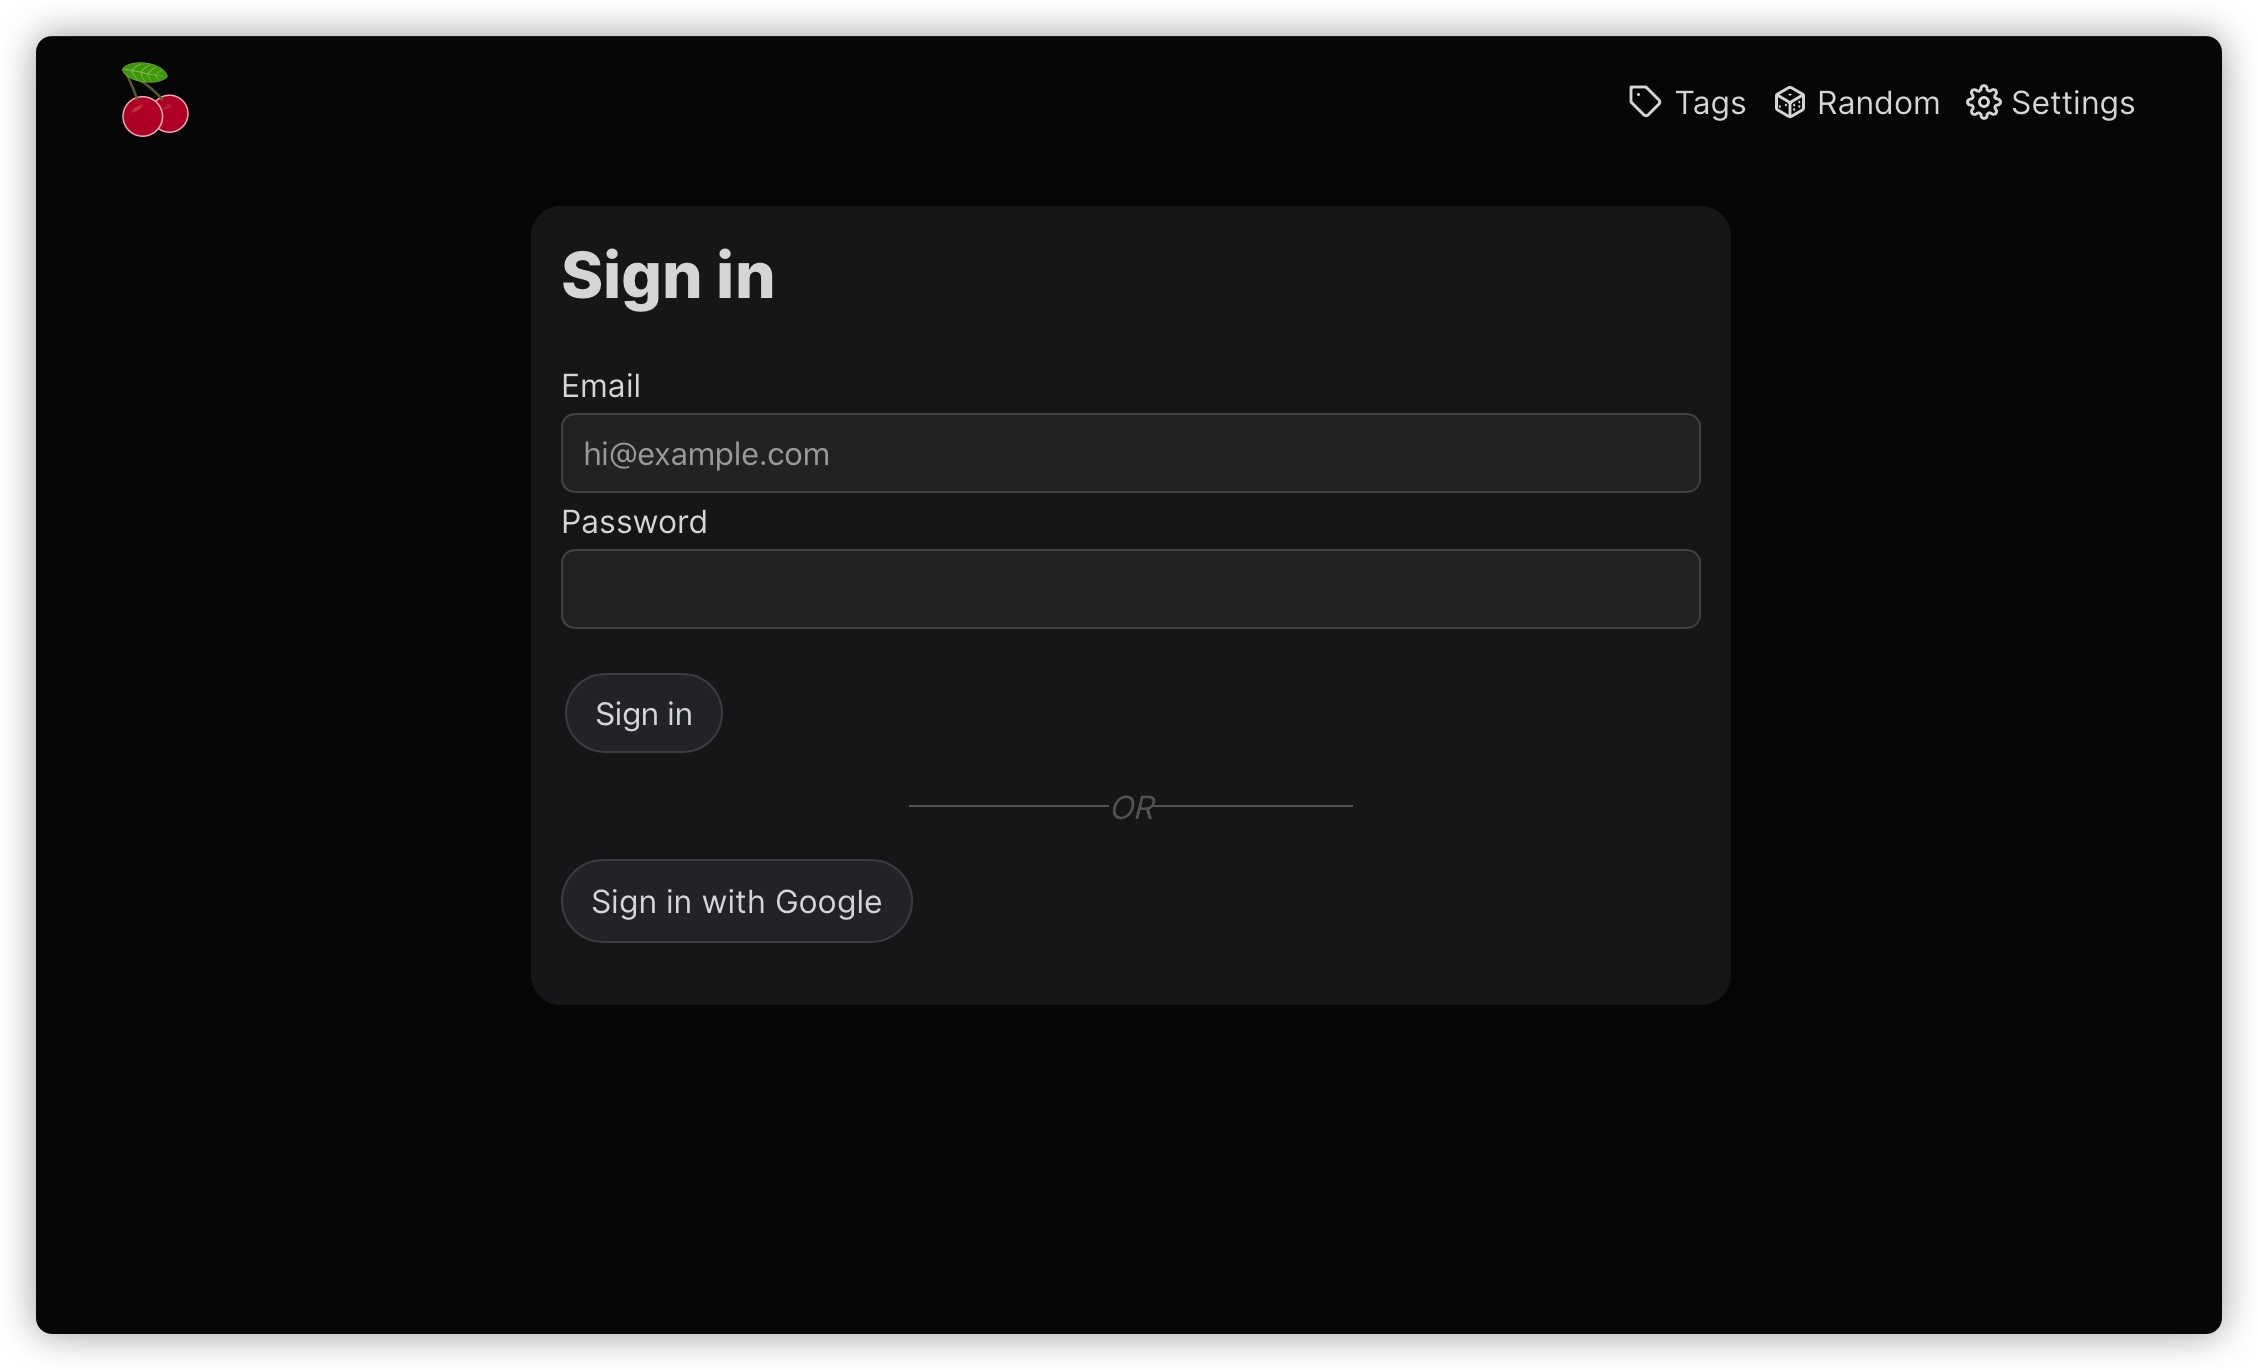 Tags Random Settings
Sign in
Email
hi@example.com
Password
Sign in
OR
Sign in with Google